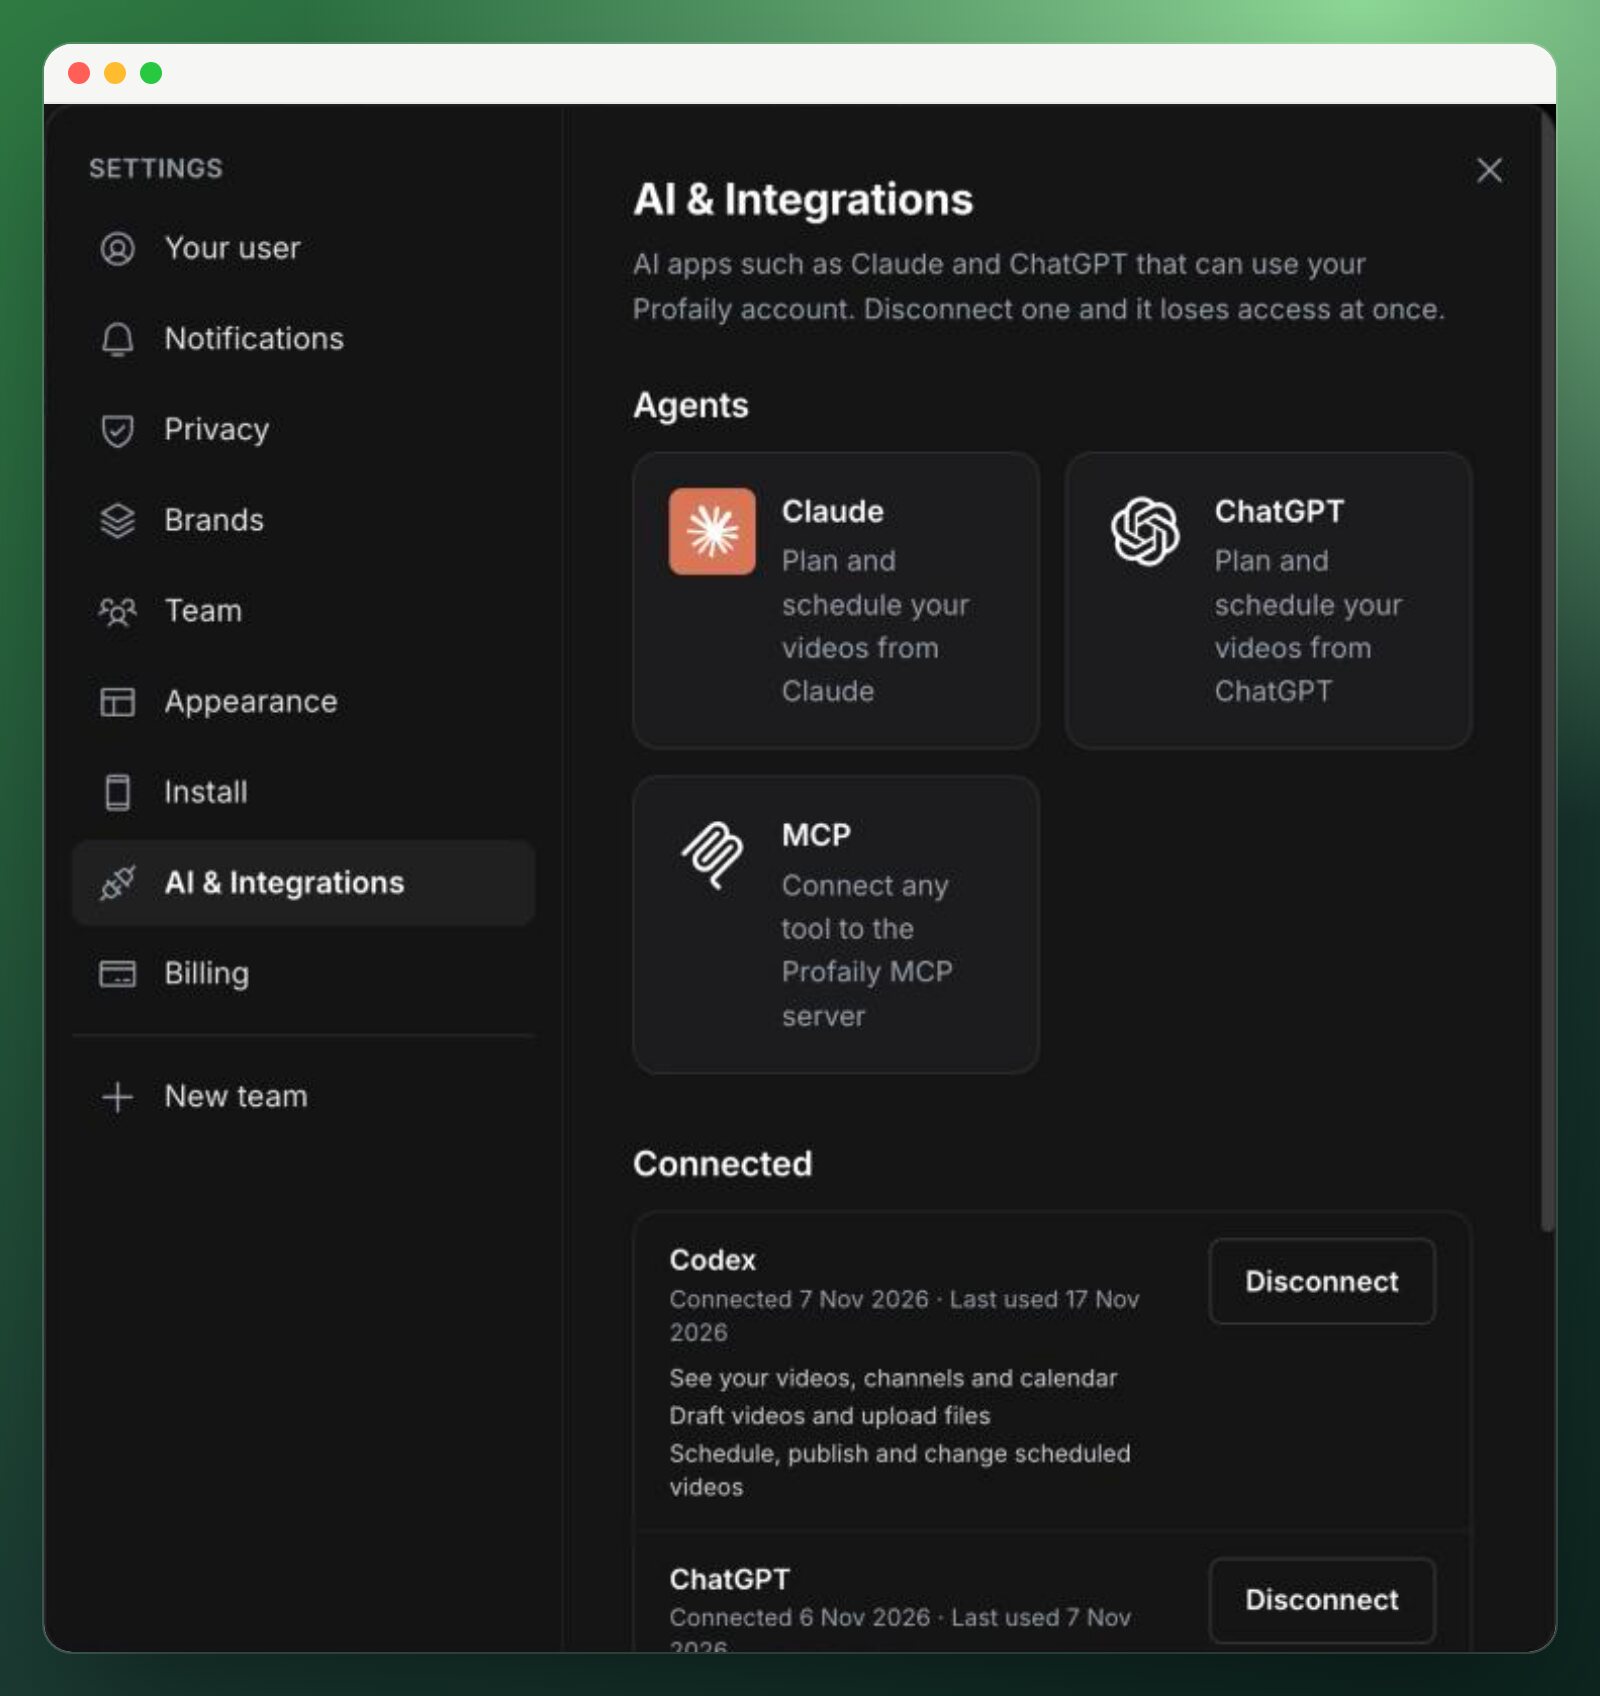 SETTINGS
Your user
Notifications
Privacy
Brands
Team
Appearance
Install
AI & Integrations
Billing
New team
AI & Integrations
AI apps such as Claude and ChatGPT that can use your
Profaily account. Disconnect one and it loses access at once.
Agents
Claude
Plan and
schedule your
videos from
Claude
ChatGPT
Plan and
schedule your
videos from
ChatGPT
MCP
Connect any
tool to the
Profaily MCP
server
Connected
Codex
Disconnect
Connected 7 Nov 2026 · Last used 17 Nov
2026
See your videos, channels and calendar
Draft videos and upload files
Schedule, publish and change scheduled
videos
ChatGPT
Disconnect
Connected 6 Nov 2026 · Last used 7 Nov
2026